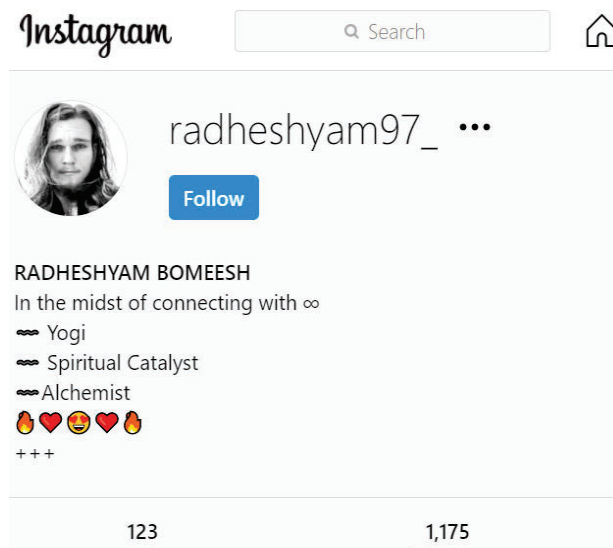 Instagram
Search
radheshyam97_ •••
Follow
RADHESHYAM BOMEESH
In the midst of connecting with ∞
Yogi
Spiritual Catalyst
Alchemist
🔥❤️😍❤️🔥
+++
123 1,175